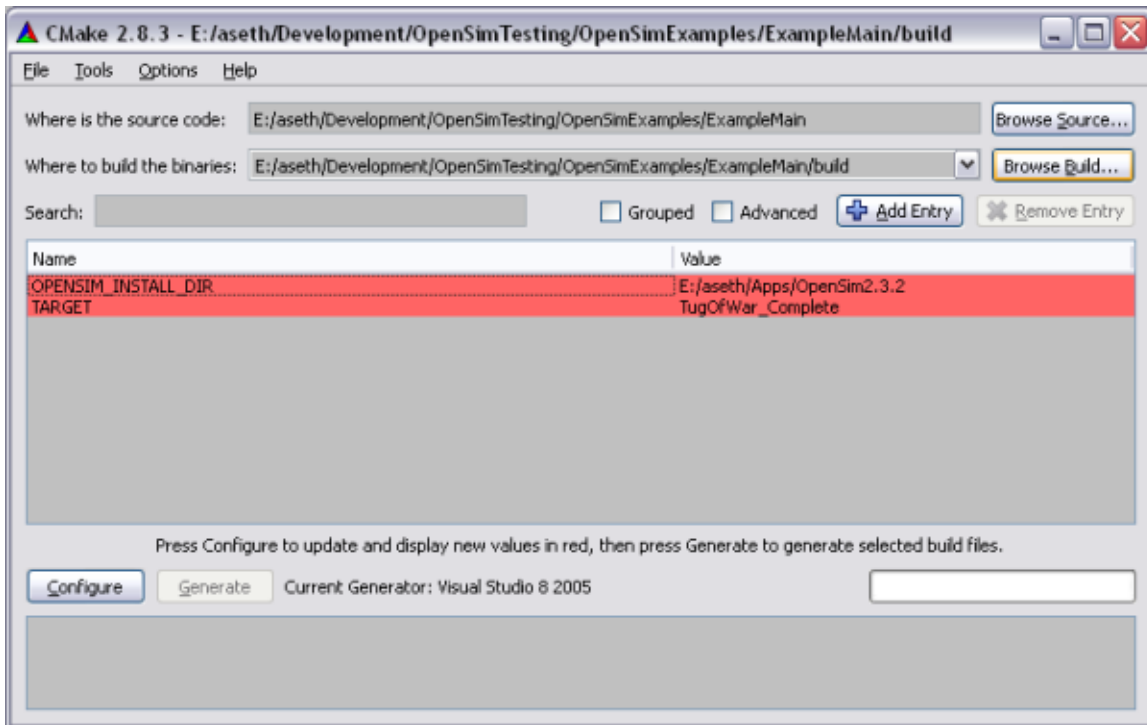 CMake 2.8.3 - E:/aseth/Development/OpenSimTesting/OpenSimExamples/ExampleMain/build
File Tools Options Help
Where is the source code: E:/aseth/Development/OpenSimTesting/OpenSimExamples/ExampleMain Browse Source...
Where to build the binaries: E:/aseth/Development/OpenSimTesting/OpenSimExamples/ExampleMain/build Browse Build...
Search: Grouped Advanced Add Entry Remove Entry
Name Value
OPENSIM_INSTALL_DIR E:/aseth/Apps/OpenSim2.3.2
TARGET TugOfWar_Complete
Press Configure to update and display new values in red, then press Generate to generate selected build files.
Configure Generate Current Generator: Visual Studio 8 2005